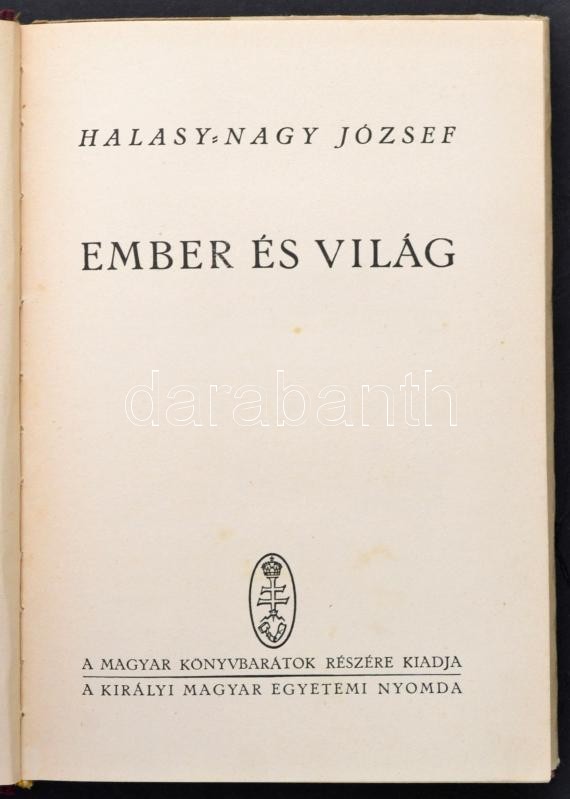 HALASY-NAGY JÓZSEF
EMBER ÉS VILÁG
darabanth
A MAGYAR KÖNYVBARÁTOK RÉSZÉRE KIADJA
A KIRÁLYI MAGYAR EGYETEMI NYOMDA